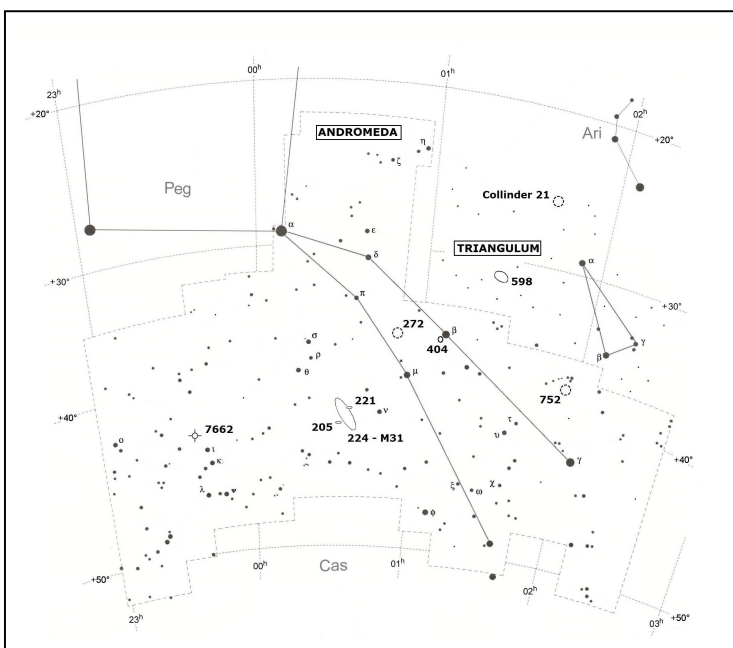 00ʰ
01ʰ
23ʰ
02ʰ
+20°
+20°
ANDROMEDA
Ari
η
ζ
Peg
Collinder 21
α
ε
δ
TRIANGULUM
α
598
+30°
π
+30°
272
β
404
σ
ρ
θ
μ
β
γ
221
ν
752
+40°
205
224 - M31
7662
ο
ι
κ
τ
υ
+40°
γ
λ
ψ
ξ
ω
χ
φ
00ʰ
Cas
01ʰ
+50°
02ʰ
23ʰ
03ʰ
+50°